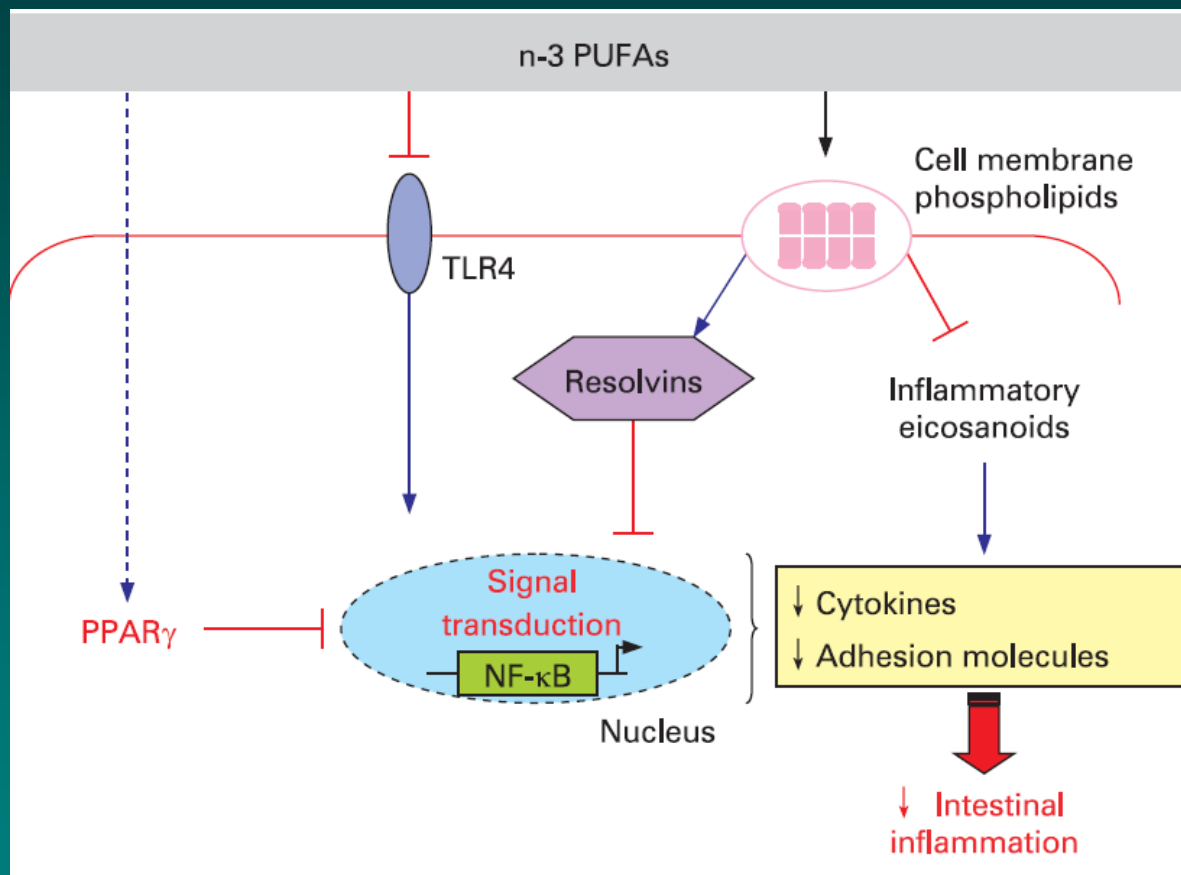 n-3 PUFAs
Cell membrane
phospholipids
TLR4
Resolvins
Inflammatory
eicosanoids
Signal
transduction
PPARγ
NF-κB
Nucleus
↓ Cytokines
↓ Adhesion molecules
↓ Intestinal
inflammation